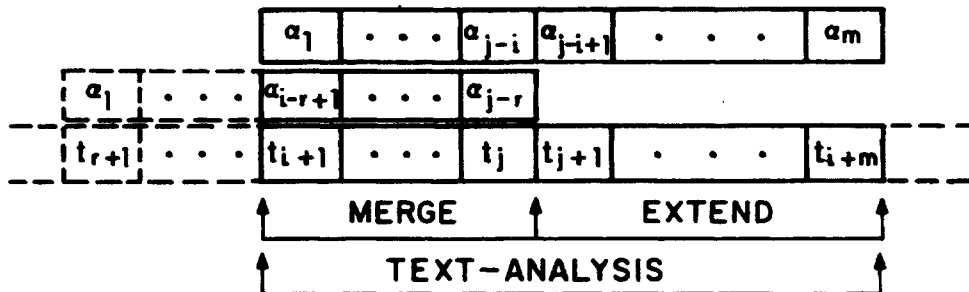 α₁ · · · αⱼ₋ᵢ αⱼ₋ᵢ₊₁ · · · αₘ
α₁ · · · αᵢ₋ᵣ₊₁ · · · αⱼ₋ᵣ
tᵣ₊₁ · · · tᵢ₊₁ · · · tⱼ tⱼ₊₁ · · · tᵢ₊ₘ
MERGE EXTEND
TEXT-ANALYSIS